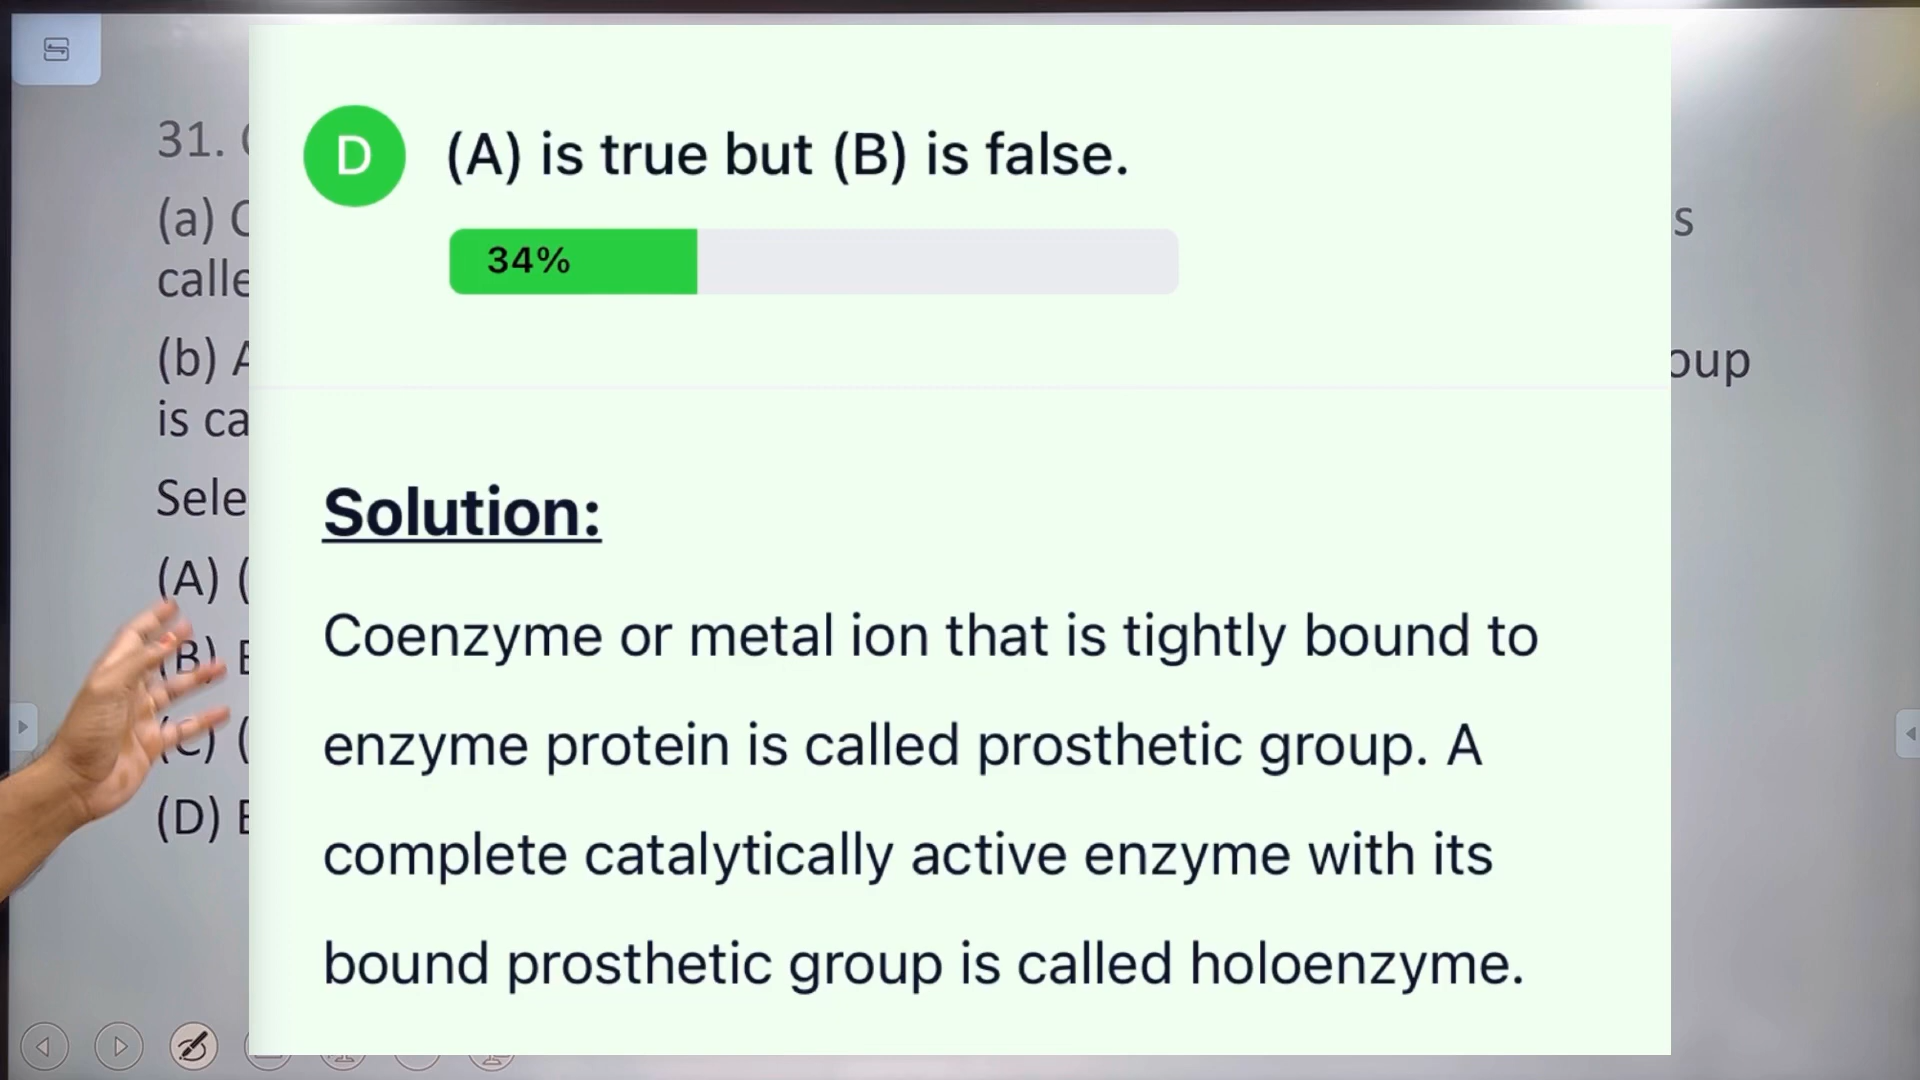 31.
(a)
s
calle
(b) A
oup
is ca
Sele
(A) (
(B) E
(C) (
(D) E
D
(A) is true but (B) is false.
34%
Solution:
Coenzyme or metal ion that is tightly bound to
enzyme protein is called prosthetic group. A
complete catalytically active enzyme with its
bound prosthetic group is called holoenzyme.